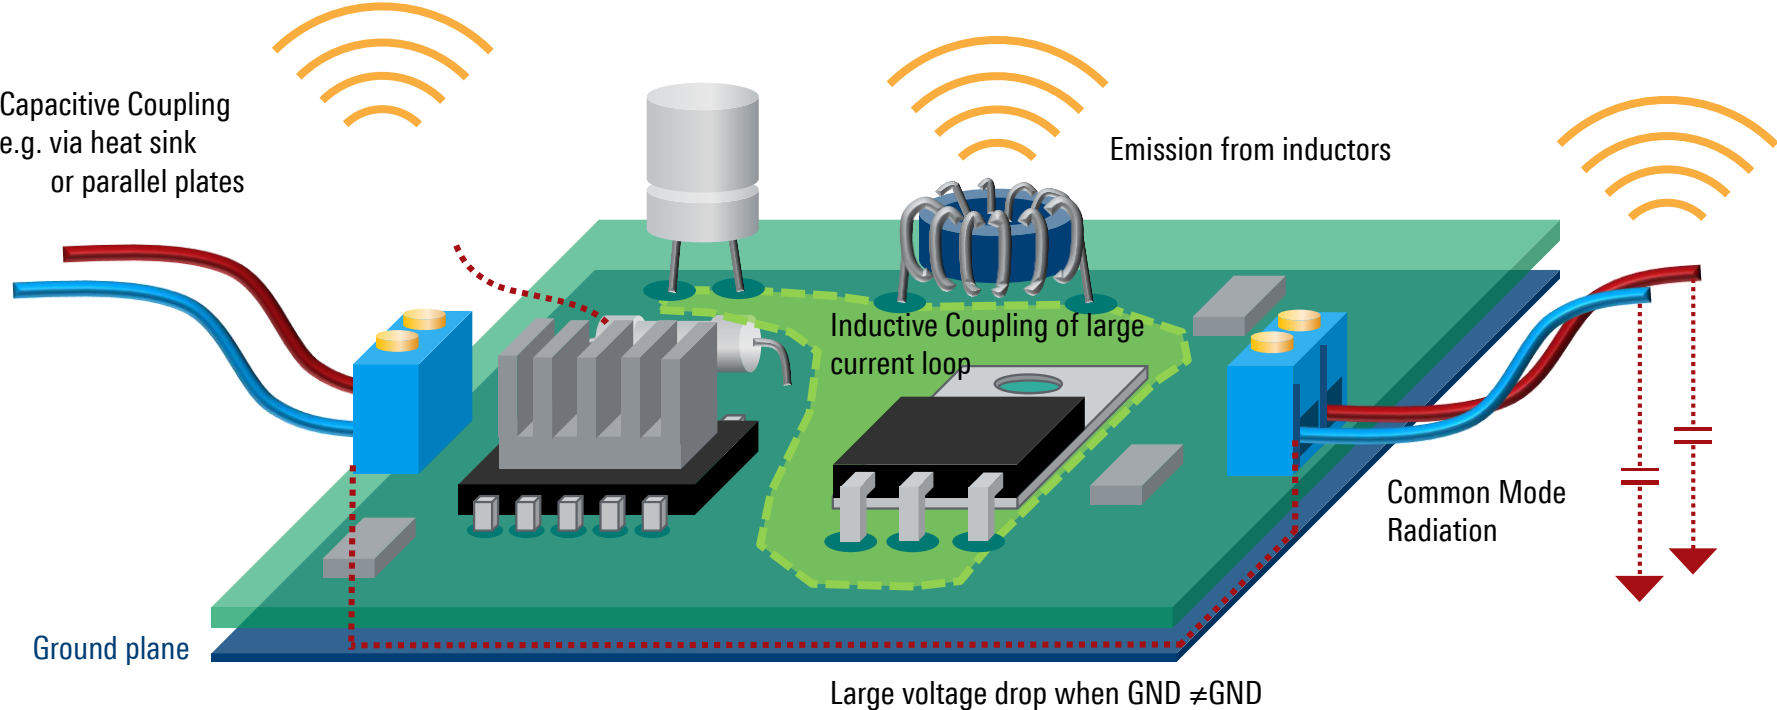 Capacitive Coupling
e.g. via heat sink
or parallel plates
Emission from inductors
Inductive Coupling of large
current loop
Common Mode
Radiation
Ground plane
Large voltage drop when GND ≠GND